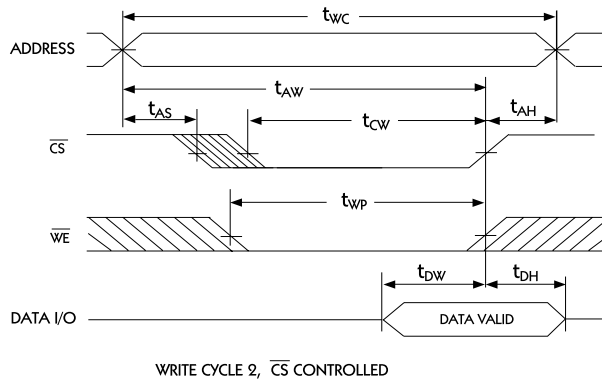 tWC
ADDRESS
tAW
tAS
tCW
tAH
CS
tWP
WE
tDW
tDH
DATA I/O
DATA VALID
WRITE CYCLE 2, CS CONTROLLED